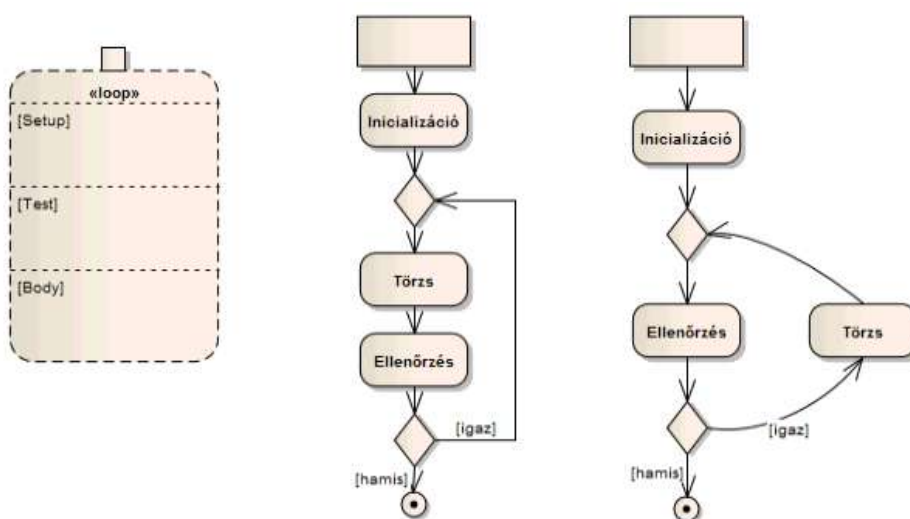 «loop»
[Setup]
[Test]
[Body]
Inicializáció
Törzs
Ellenőrzés
[igaz]
[hamis]
Inicializáció
Ellenőrzés
Törzs
[igaz]
[hamis]